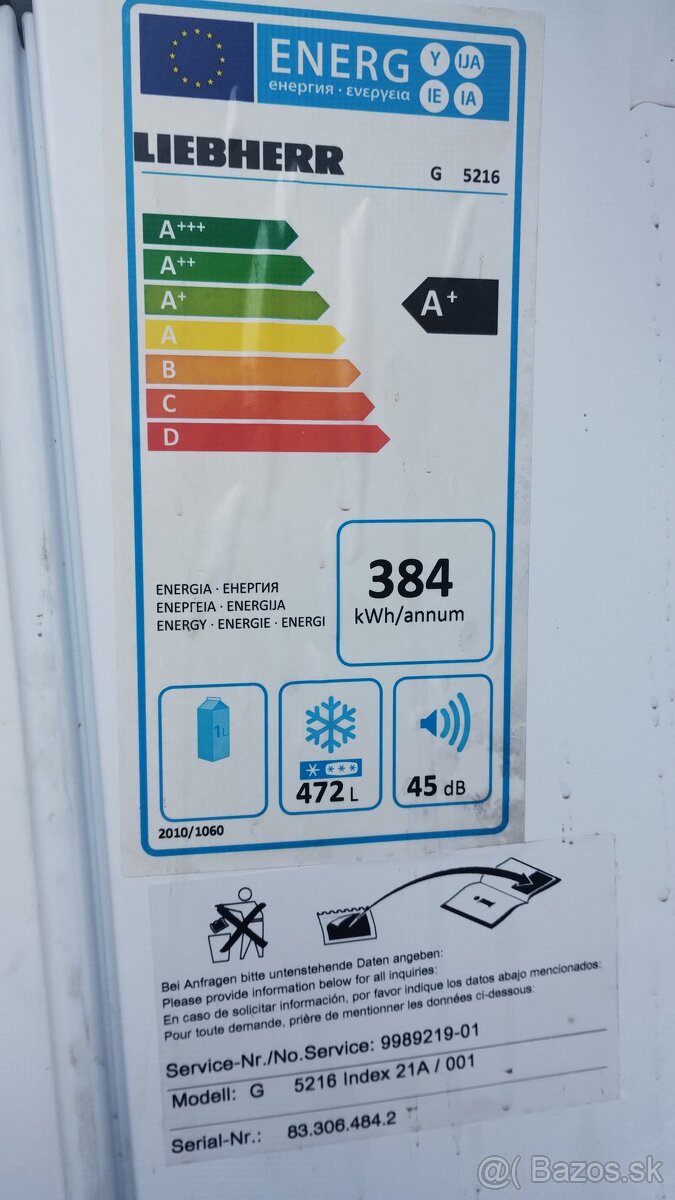 ENERG Y IJA
енергия · ενεργεια IE IA
LIEBHERR
G 5216
A+++
A++
A+
A+
A
B
C
D
384
kWh/annum
ENERGIA · ЕНЕРГИЯ
ΕΝΕΡΓΕΙΑ · ENERGIJA
ENERGY · ENERGIE · ENERGI
1L
472 L
45 dB
2010/1060
i
Bei Anfragen bitte untenstehende Daten angeben:
Please provide information below for all inquiries:
En caso de solicitar información, por favor indique los datos abajo mencionados:
Pour toute demande, prière de mentionner les données ci-dessous:
Service-Nr./No.Service: 9989219-01
Modell: G 5216 Index 21A / 001
Serial-Nr.: 83.306.484.2
@( Bazos.sk